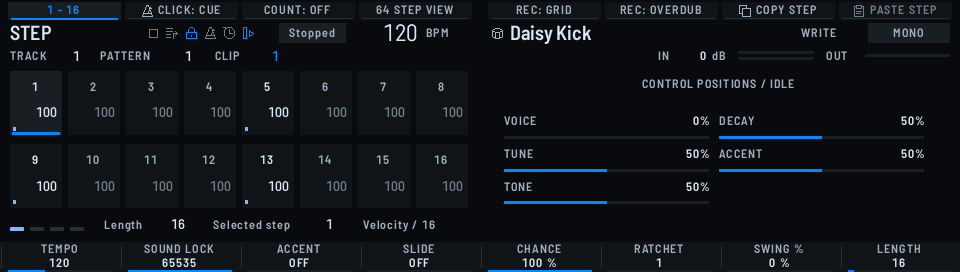 1 - 16 CLICK: CUE COUNT: OFF 64 STEP VIEW REC: GRID REC: OVERDUB COPY STEP PASTE STEP
STEP Stopped 120 BPM Daisy Kick WRITE MONO
TRACK 1 PATTERN 1 CLIP 1 IN 0 dB OUT
CONTROL POSITIONS / IDLE
1 2 3 4 5 6 7 8
100 100 100 100 100 100 100 100
VOICE 0% DECAY 50%
TUNE 50% ACCENT 50%
TONE 50%
9 10 11 12 13 14 15 16
100 100 100 100 100 100 100 100
Length 16 Selected step 1 Velocity / 16
TEMPO SOUND LOCK ACCENT SLIDE CHANCE RATCHET SWING % LENGTH
120 65535 OFF OFF 100 % 1 0 % 16